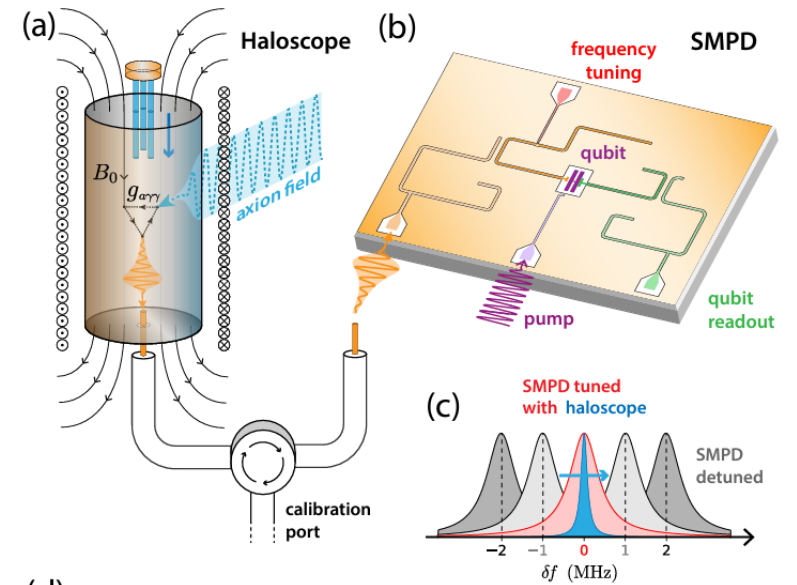 (a)
Haloscope
B₀
gₐᵧᵧ
axion field
calibration
port
(b)
SMPD
frequency
tuning
qubit
pump
qubit
readout
(c)
SMPD tuned
with haloscope
SMPD
detuned
−2 −1 0 1 2
δf (MHz)